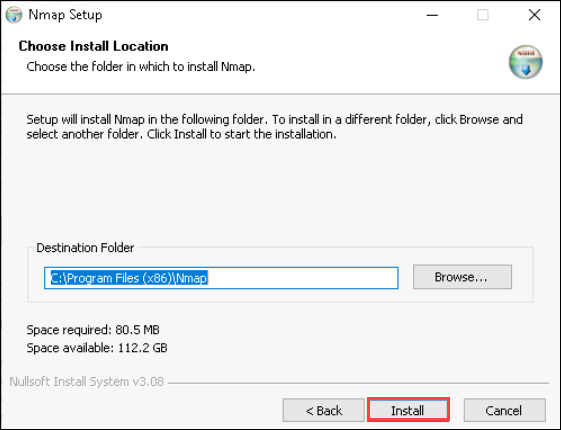 Nmap Setup
Choose Install Location
Choose the folder in which to install Nmap.
Setup will install Nmap in the following folder. To install in a different folder, click Browse and
select another folder. Click Install to start the installation.
Destination Folder
C:\Program Files (x86)\Nmap
Browse...
Space required: 80.5 MB
Space available: 112.2 GB
Nullsoft Install System v3.08
< Back
Install
Cancel